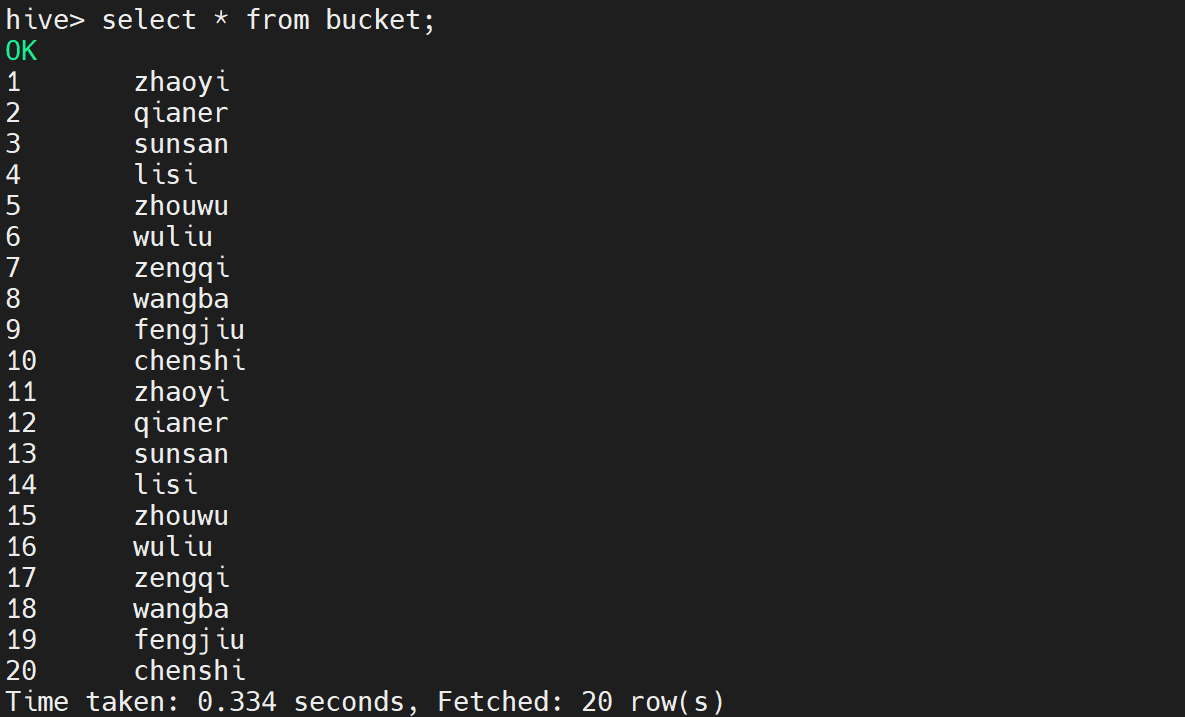 hive> select * from bucket;
OK
1	zhaoyi
2	qianer
3	sunsan
4	lisi
5	zhouwu
6	wuliu
7	zengqi
8	wangba
9	fengjiu
10	chenshi
11	zhaoyi
12	qianer
13	sunsan
14	lisi
15	zhouwu
16	wuliu
17	zengqi
18	wangba
19	fengjiu
20	chenshi
Time taken: 0.334 seconds, Fetched: 20 row(s)